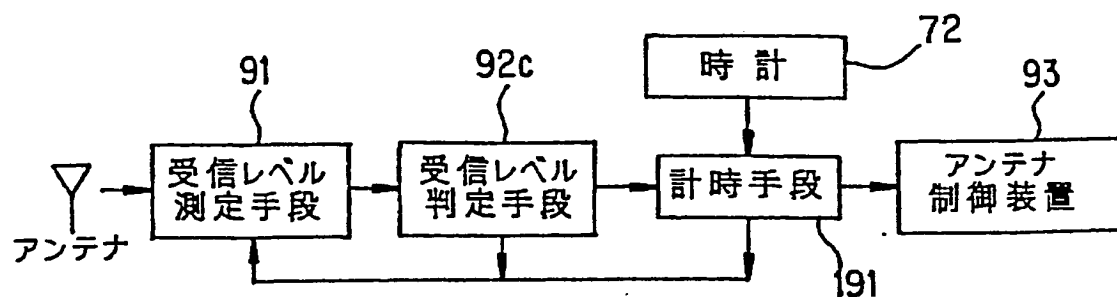 72
時計
91
92c
93
受信レベル
測定手段
受信レベル
判定手段
計時手段
アンテナ
制御装置
アンテナ
191